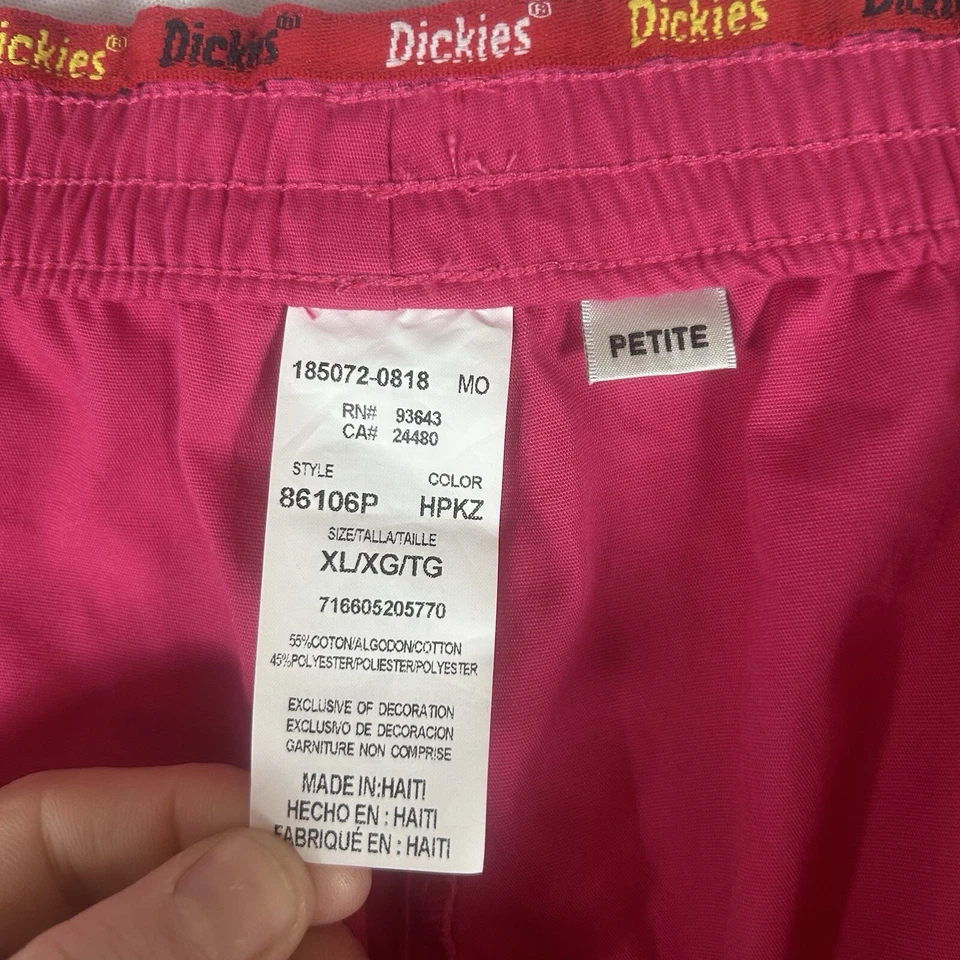 Dickies® Dickies® Dickies® Dickies® Dickies
PETITE
185072-0818 MO
RN# 93643
CA# 24480
STYLE COLOR
86106P HPKZ
SIZE/TALLA/TAILLE
XL/XG/TG
716605205770
55%COTON/ALGODON/COTTON
45%POLYESTER/POLIESTER/POLYESTER
EXCLUSIVE OF DECORATION
EXCLUSIVO DE DECORACION
GARNITURE NON COMPRISE
MADE IN:HAITI
HECHO EN : HAITI
FABRIQUÉ EN : HAITI